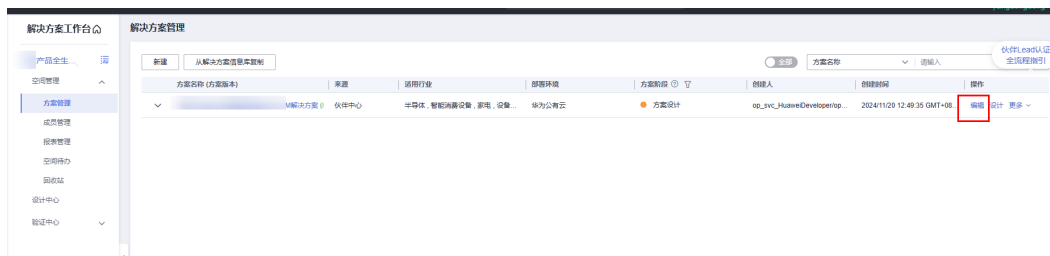 解决方案工作台
解决方案管理
产品全生...
空间管理
方案管理
成员管理
报表管理
空间待办
回收站
设计中心
验证中心
新建 从解决方案信息库复制
全部 方案名称 请输入
伙伴Lead认证
全流程指引
方案名称 (方案版本) 来源 适用行业 部署环境 方案阶段 创建人 创建时间 操作
M解决方案 伙伴中心 半导体 , 智能消费设备 , 家电 , 设备... 华为公有云 方案设计 op_svc_HuaweiDeveloper/op... 2024/11/20 12:49:35 GMT+08... 编辑 设计 更多